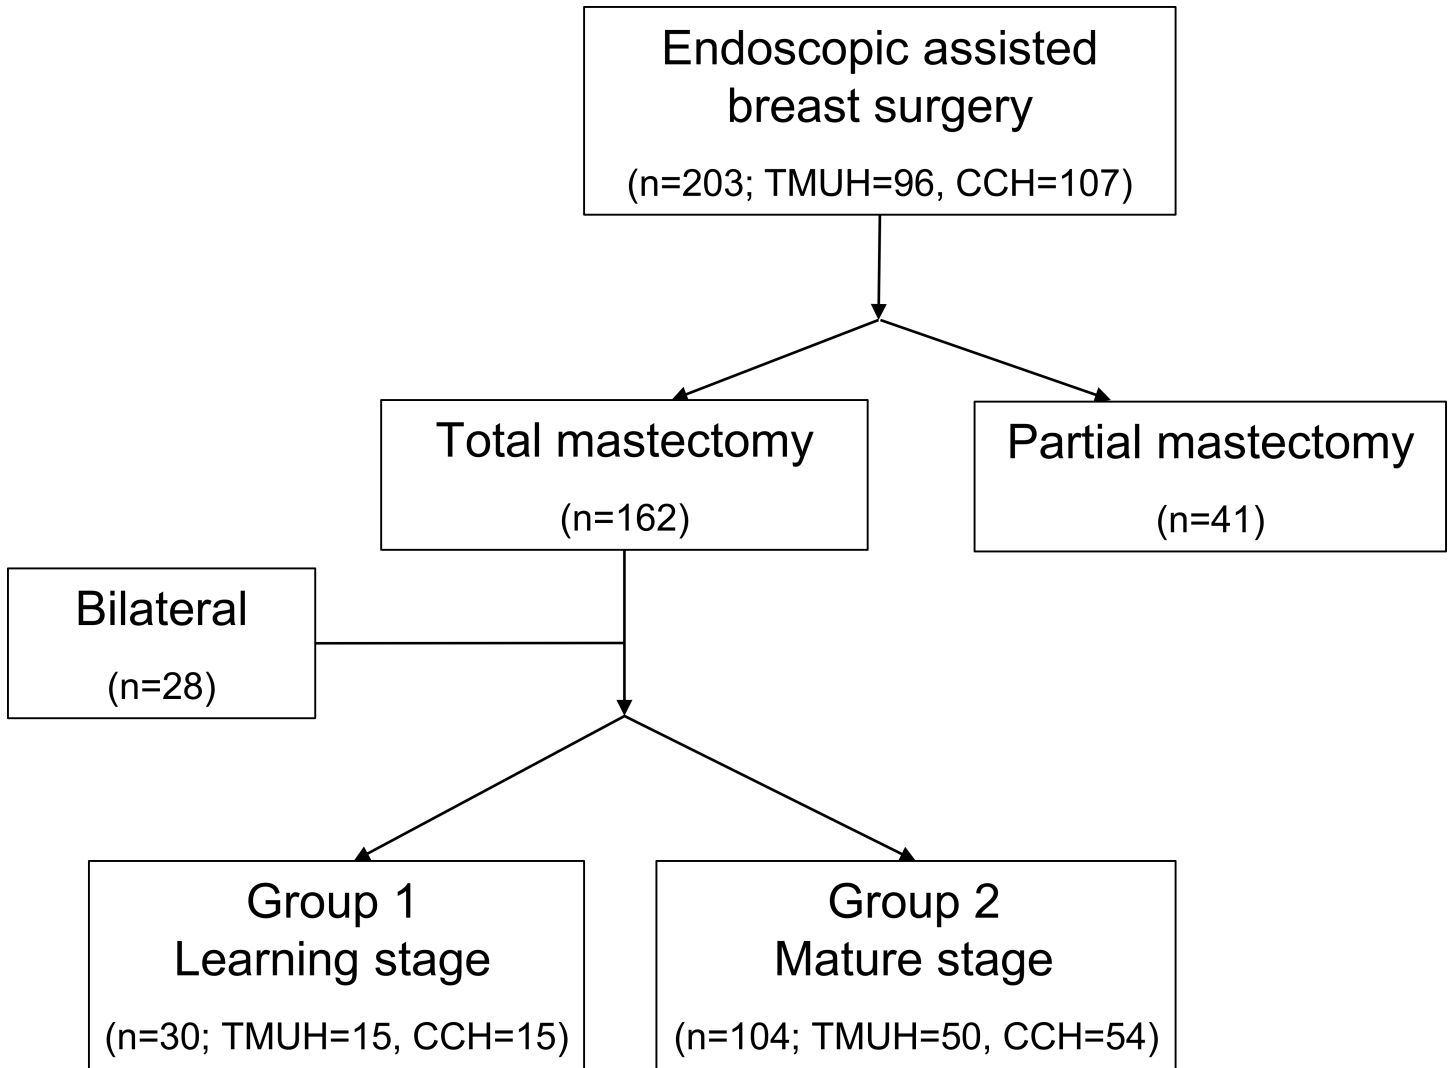 Endoscopic assisted
breast surgery
(n=203; TMUH=96, CCH=107)
Total mastectomy
(n=162)
Partial mastectomy
(n=41)
Bilateral
(n=28)
Group 1
Learning stage
(n=30; TMUH=15, CCH=15)
Group 2
Mature stage
(n=104; TMUH=50, CCH=54)